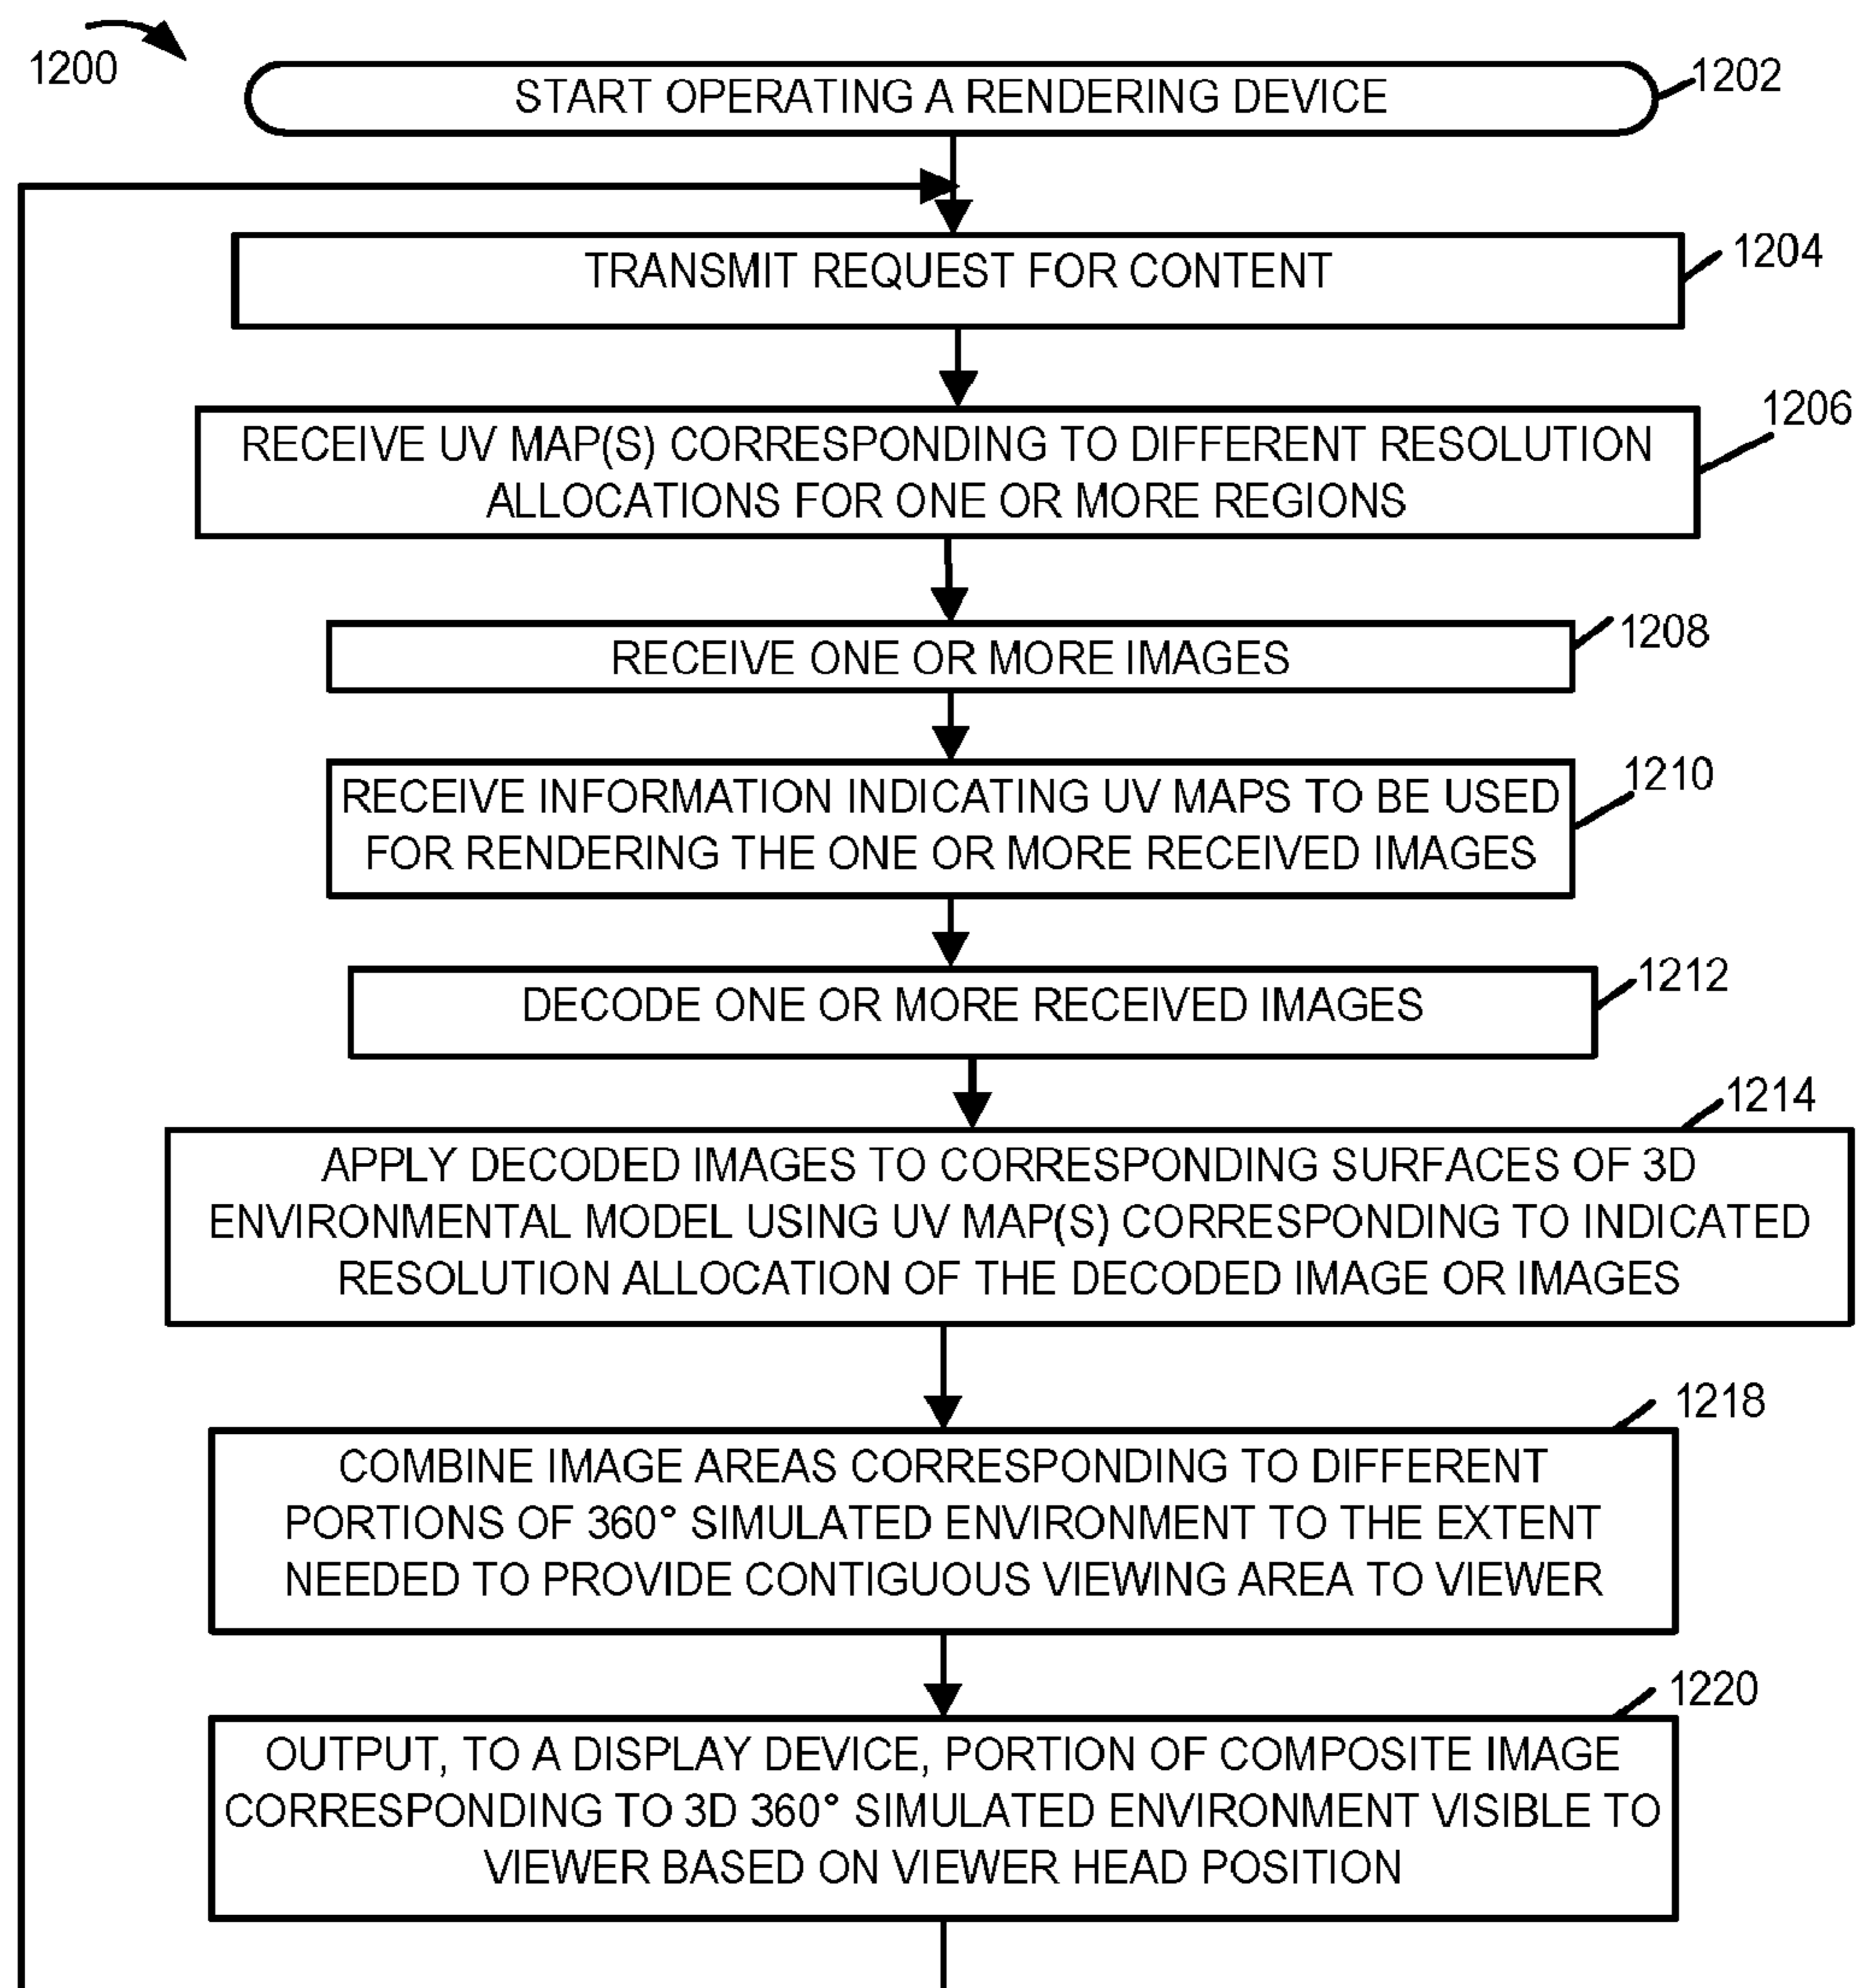 1200
START OPERATING A RENDERING DEVICE
1202
TRANSMIT REQUEST FOR CONTENT
1204
RECEIVE UV MAP(S) CORRESPONDING TO DIFFERENT RESOLUTION
ALLOCATIONS FOR ONE OR MORE REGIONS
1206
RECEIVE ONE OR MORE IMAGES
1208
RECEIVE INFORMATION INDICATING UV MAPS TO BE USED
FOR RENDERING THE ONE OR MORE RECEIVED IMAGES
1210
DECODE ONE OR MORE RECEIVED IMAGES
1212
APPLY DECODED IMAGES TO CORRESPONDING SURFACES OF 3D
ENVIRONMENTAL MODEL USING UV MAP(S) CORRESPONDING TO INDICATED
RESOLUTION ALLOCATION OF THE DECODED IMAGE OR IMAGES
1214
COMBINE IMAGE AREAS CORRESPONDING TO DIFFERENT
PORTIONS OF 360° SIMULATED ENVIRONMENT TO THE EXTENT
NEEDED TO PROVIDE CONTIGUOUS VIEWING AREA TO VIEWER
1218
OUTPUT, TO A DISPLAY DEVICE, PORTION OF COMPOSITE IMAGE
CORRESPONDING TO 3D 360° SIMULATED ENVIRONMENT VISIBLE TO
VIEWER BASED ON VIEWER HEAD POSITION
1220